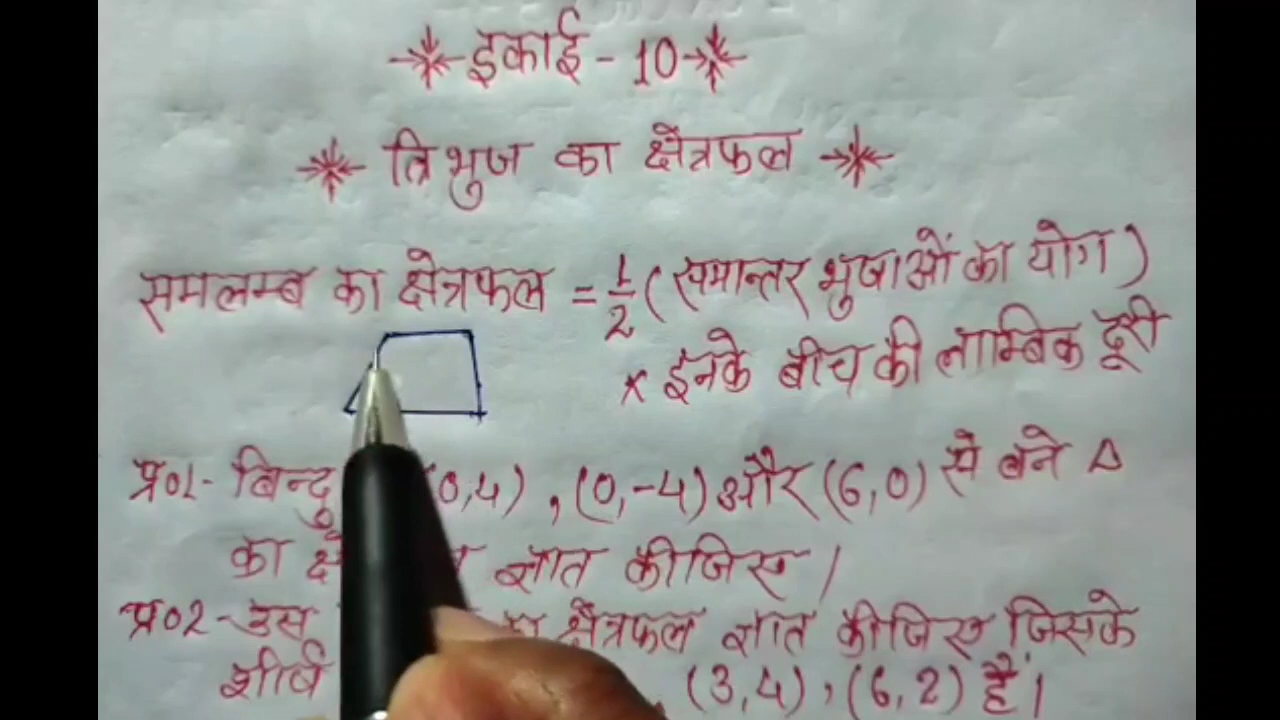 इकाई - 10
त्रिभुज का क्षेत्रफल
समलम्ब का क्षेत्रफल = 1/2 (समान्तर भुजाओं का योग)
× इनके बीच की लाम्बिक दूरी
प्र01- बिन्दु 0,4), (0,-4) और (6,0) से बने Δ
का ज्ञात कीजिए।
प्र02- उस क्षेत्रफल ज्ञात कीजिए जिसके
शीर्ष (3,4), (6,2) हैं।